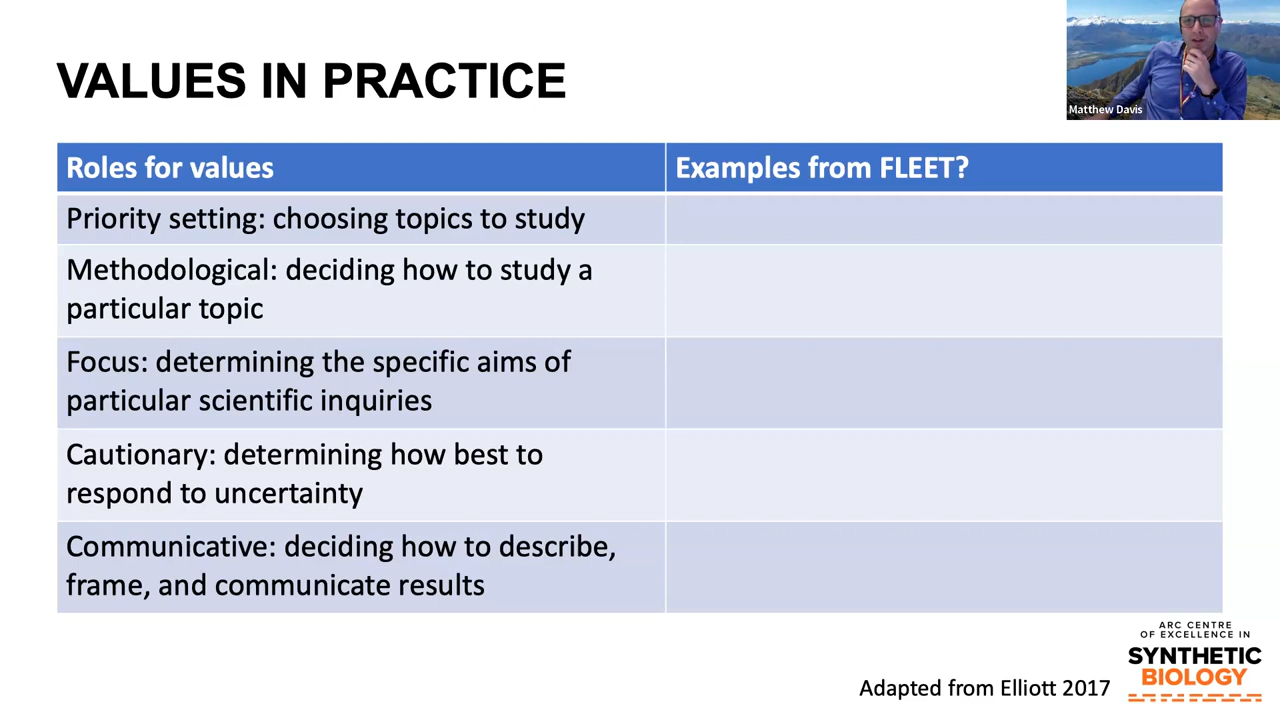 Matthew Davis
VALUES IN PRACTICE
Roles for values
Examples from FLEET?
Priority setting: choosing topics to study
Methodological: deciding how to study a
particular topic
Focus: determining the specific aims of
particular scientific inquiries
Cautionary: determining how best to
respond to uncertainty
Communicative: deciding how to describe,
frame, and communicate results
Adapted from Elliott 2017
ARC CENTRE
OF EXCELLENCE IN
SYNTHETIC
BIOLOGY